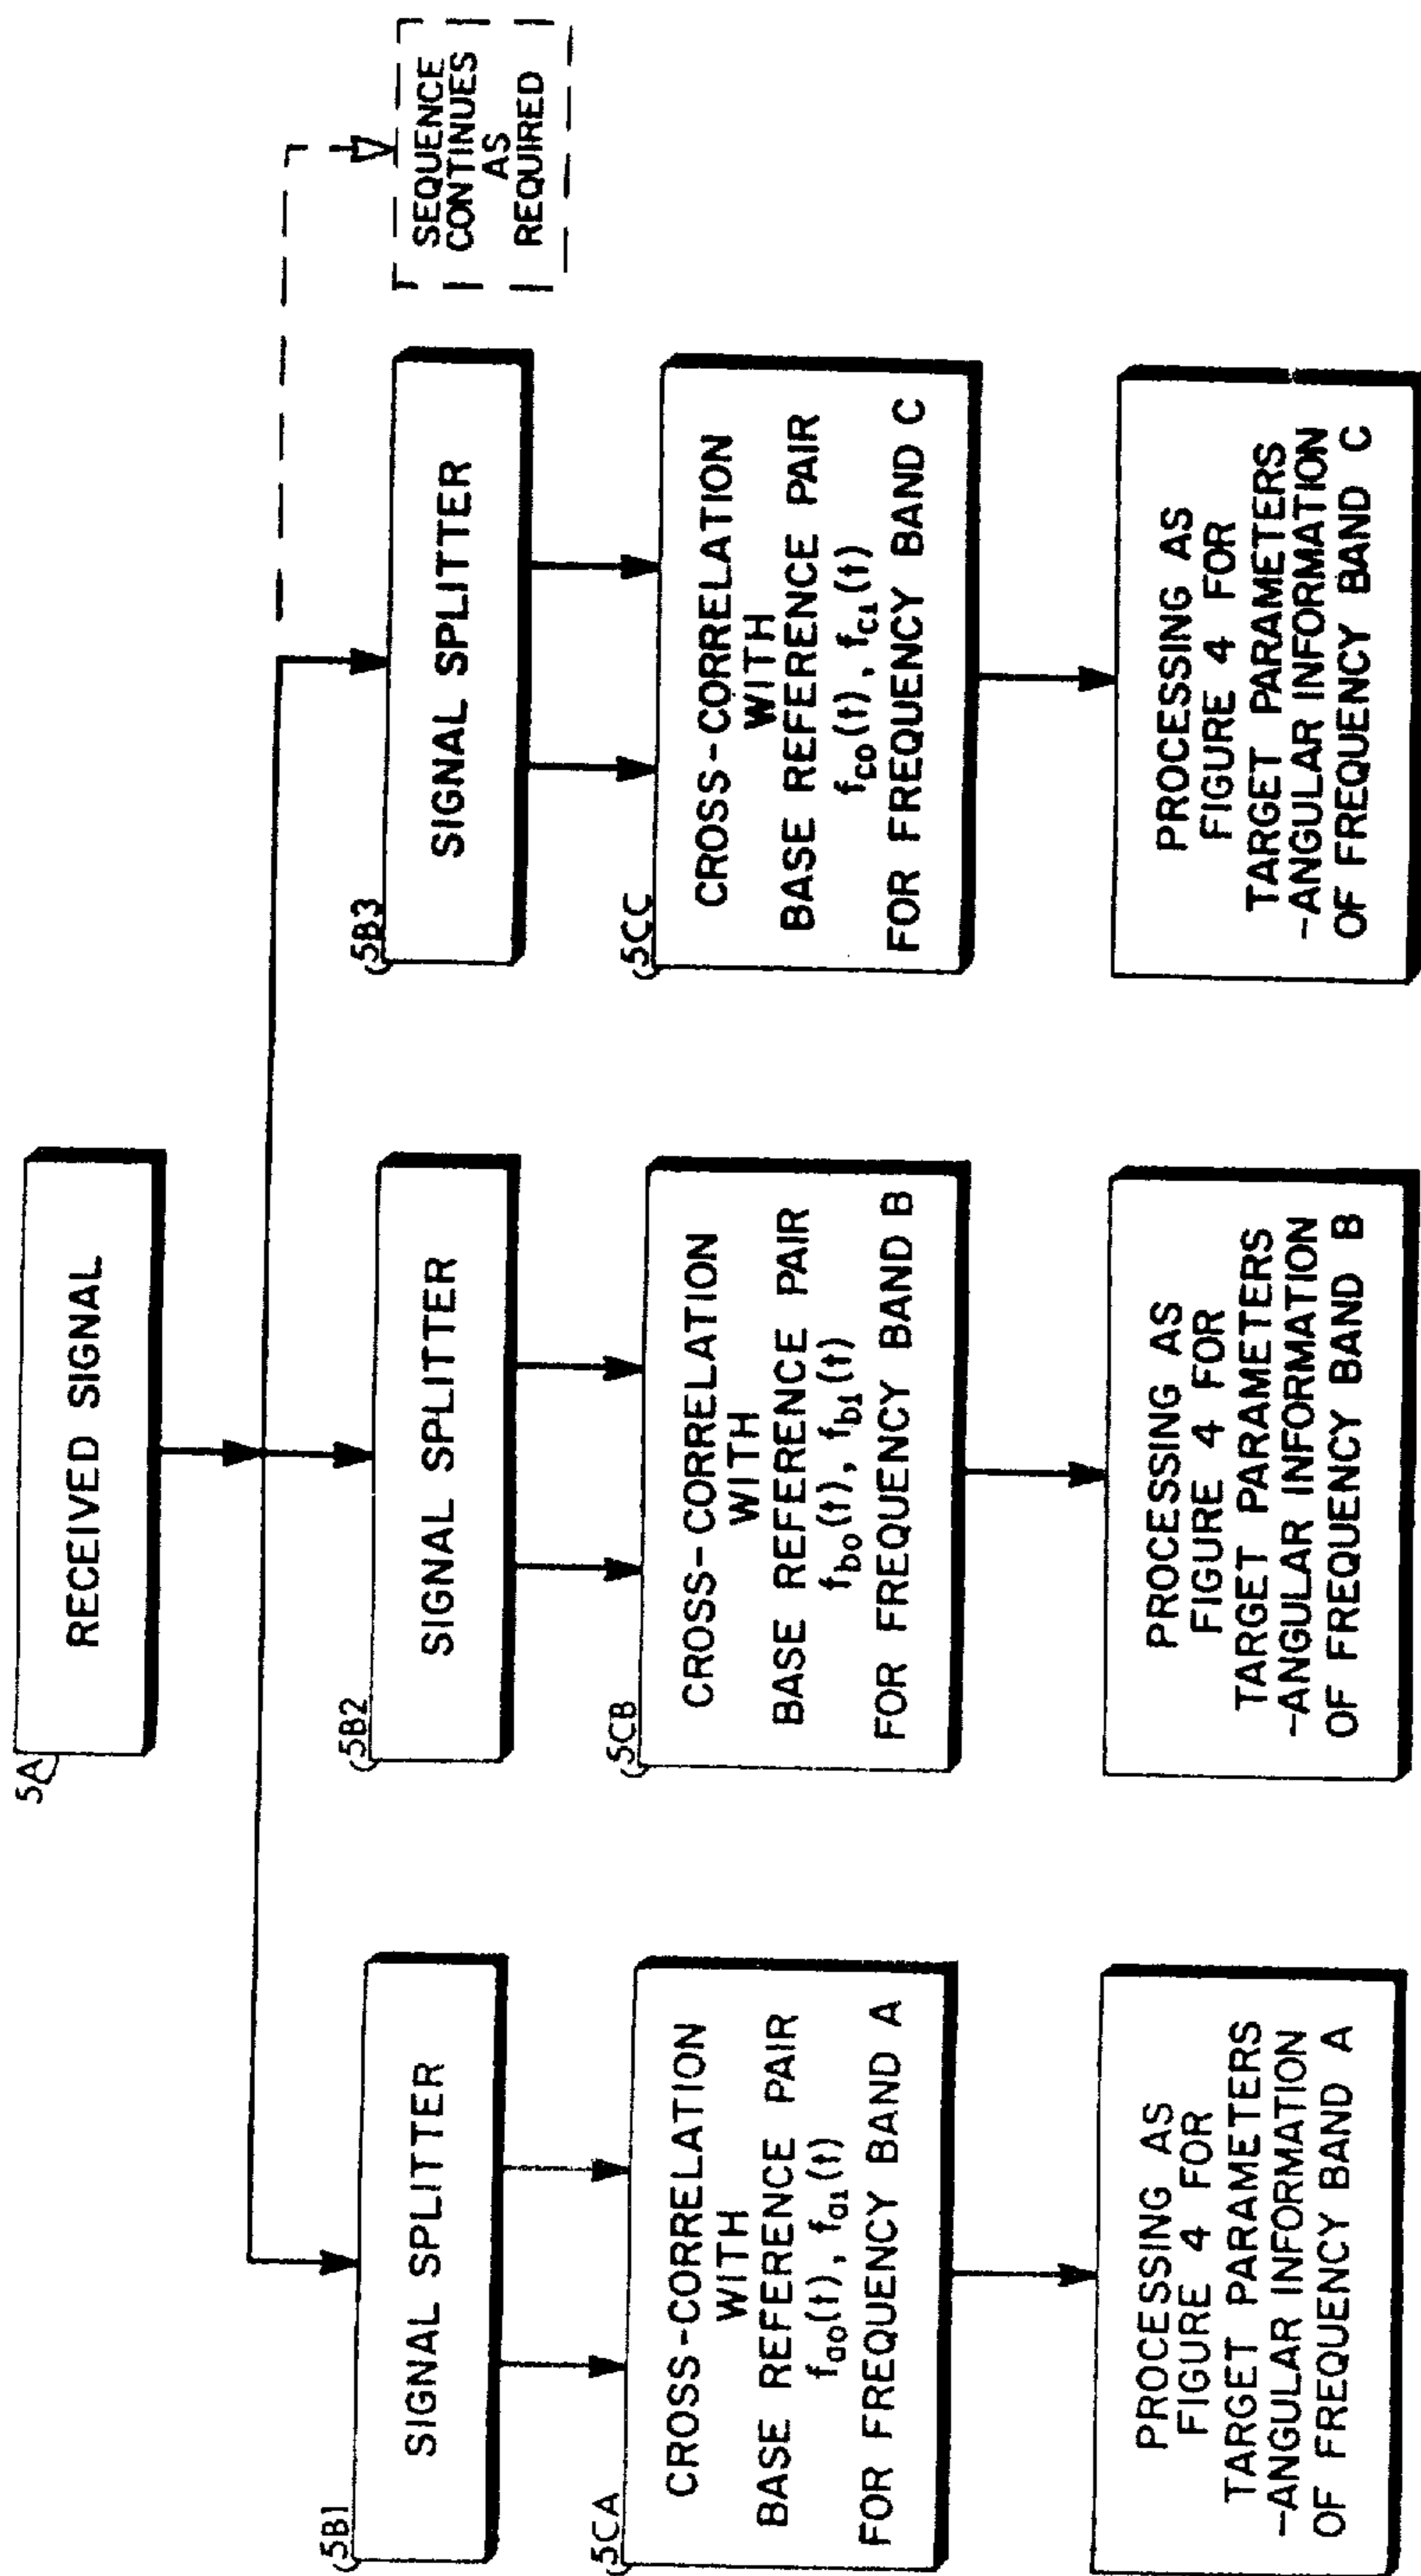 5A
RECEIVED SIGNAL
5B1
SIGNAL SPLITTER
5B2
SIGNAL SPLITTER
5B3
SIGNAL SPLITTER
SEQUENCE
CONTINUES
AS
REQUIRED
5CA
CROSS-CORRELATION
WITH
BASE REFERENCE PAIR
fao(t), fa1(t)
FOR FREQUENCY BAND A
5CB
CROSS-CORRELATION
WITH
BASE REFERENCE PAIR
fbo(t), fb1(t)
FOR FREQUENCY BAND B
5CC
CROSS-CORRELATION
WITH
BASE REFERENCE PAIR
fco(t), fc1(t)
FOR FREQUENCY BAND C
PROCESSING AS
FIGURE 4 FOR
TARGET PARAMETERS
-ANGULAR INFORMATION
OF FREQUENCY BAND A
PROCESSING AS
FIGURE 4 FOR
TARGET PARAMETERS
-ANGULAR INFORMATION
OF FREQUENCY BAND B
PROCESSING AS
FIGURE 4 FOR
TARGET PARAMETERS
-ANGULAR INFORMATION
OF FREQUENCY BAND C